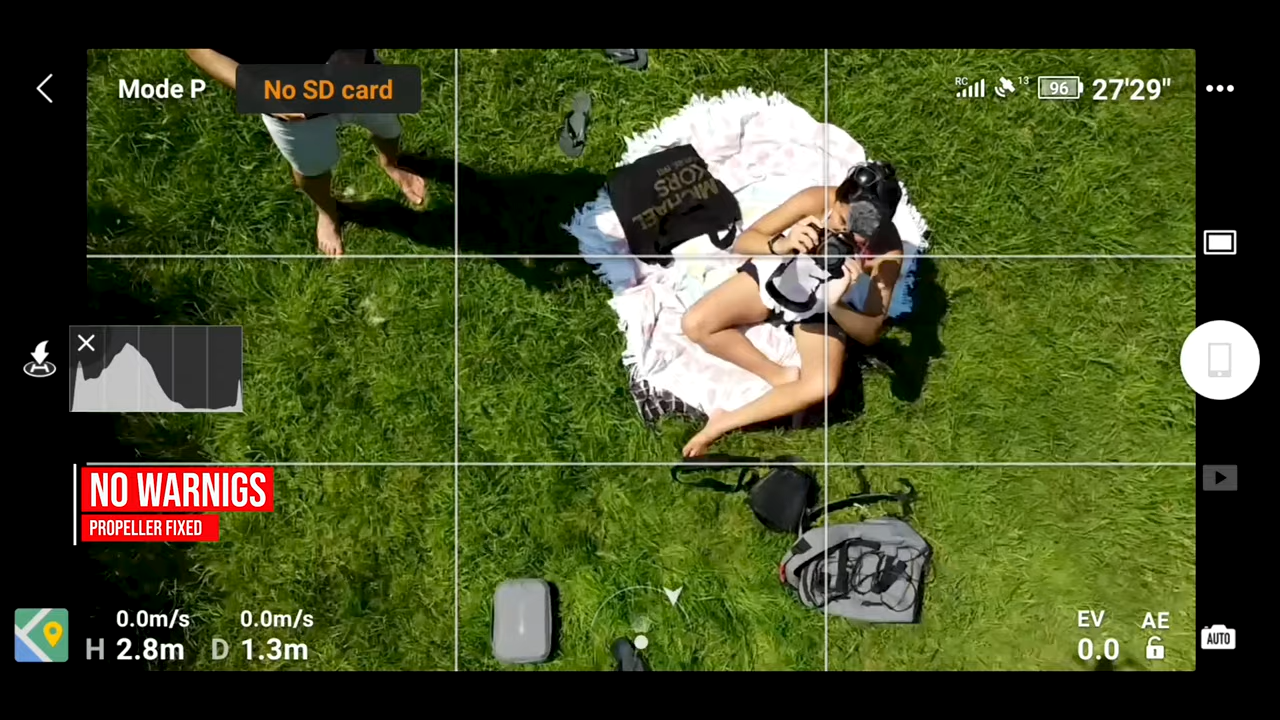 Mode P
No SD card
RC
13
96
27'29"
MICHAEL
KORS
NO WARNIGS
PROPELLER FIXED
0.0m/s
0.0m/s
H 2.8m
D 1.3m
EV
0.0
AE
AUTO